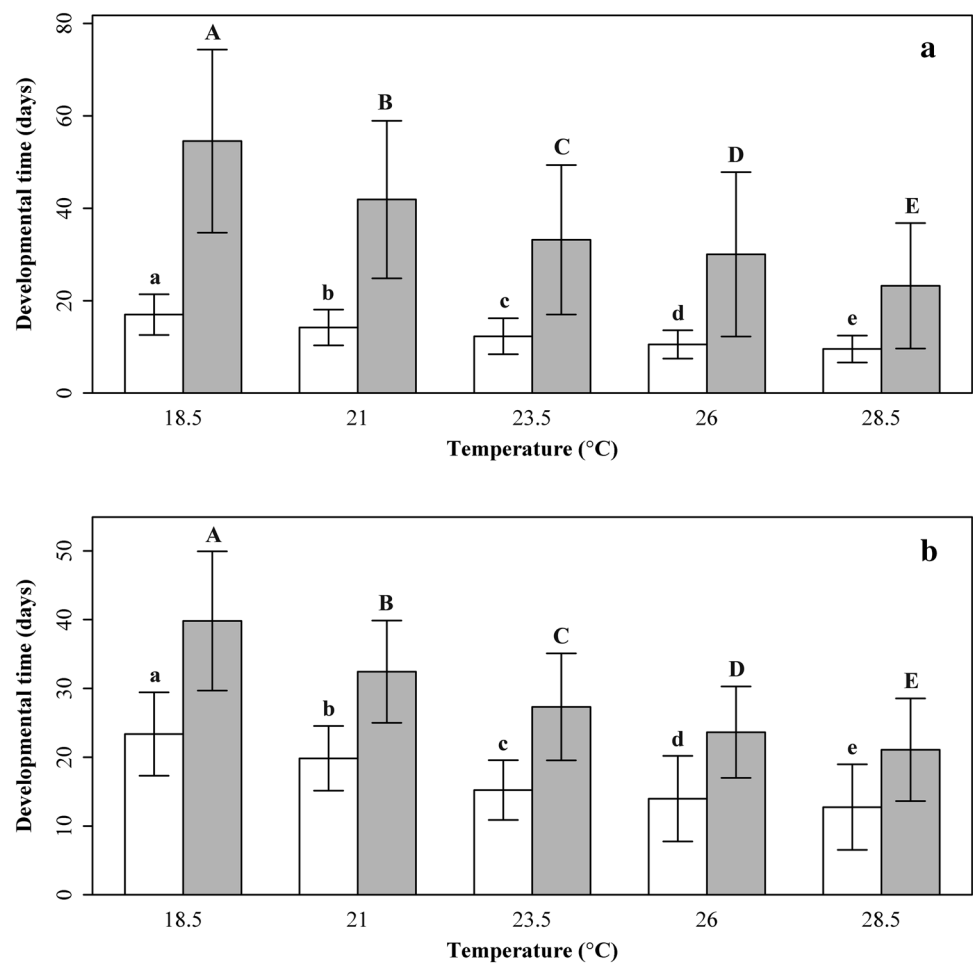 a
Developmental time (days)
80
60
40
20
0
A
B
C
D
E
a
b
c
d
e
18.5 21 23.5 26 28.5
Temperature (°C)
b
Developmental time (days)
50
40
30
20
10
0
A
B
C
D
E
a
b
c
d
e
18.5 21 23.5 26 28.5
Temperature (°C)